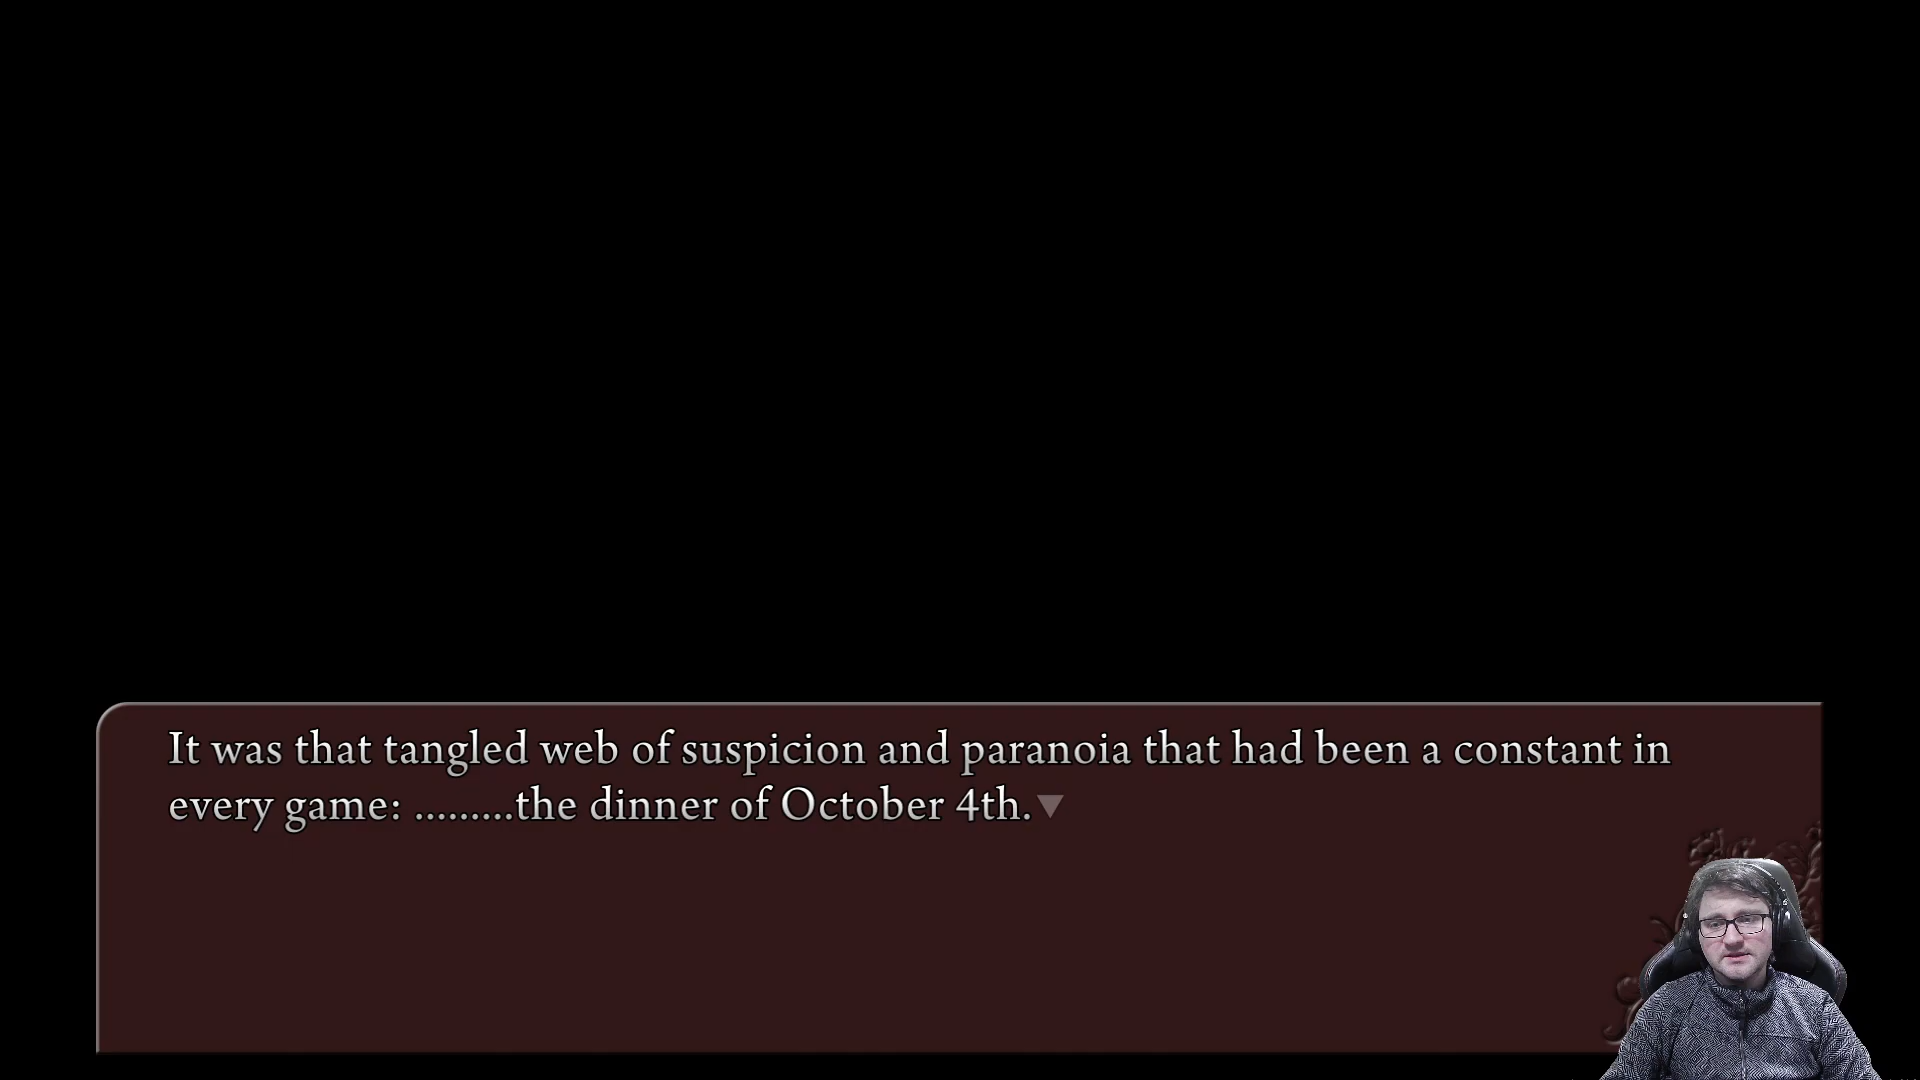 It was that tangled web of suspicion and paranoia that had been a constant in
every game: .........the dinner of October 4th.